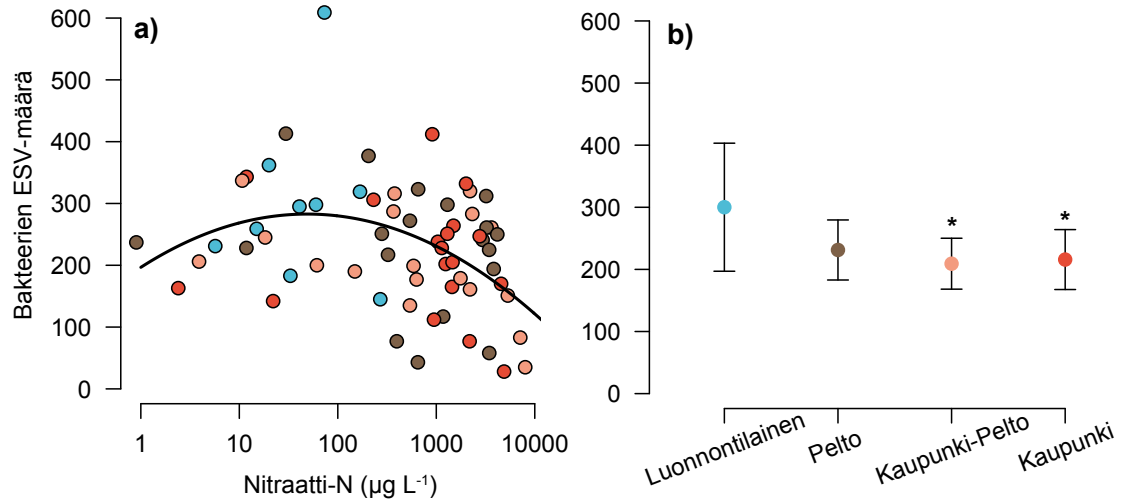 a)
Bakteerien ESV-määrä
600
500
400
300
200
100
0
1 10 100 1000 10000
Nitraatti-N (µg L-1)
b)
600
500
400
300
200
100
0
* *
Luonnontilainen
Pelto
Kaupunki-Pelto
Kaupunki